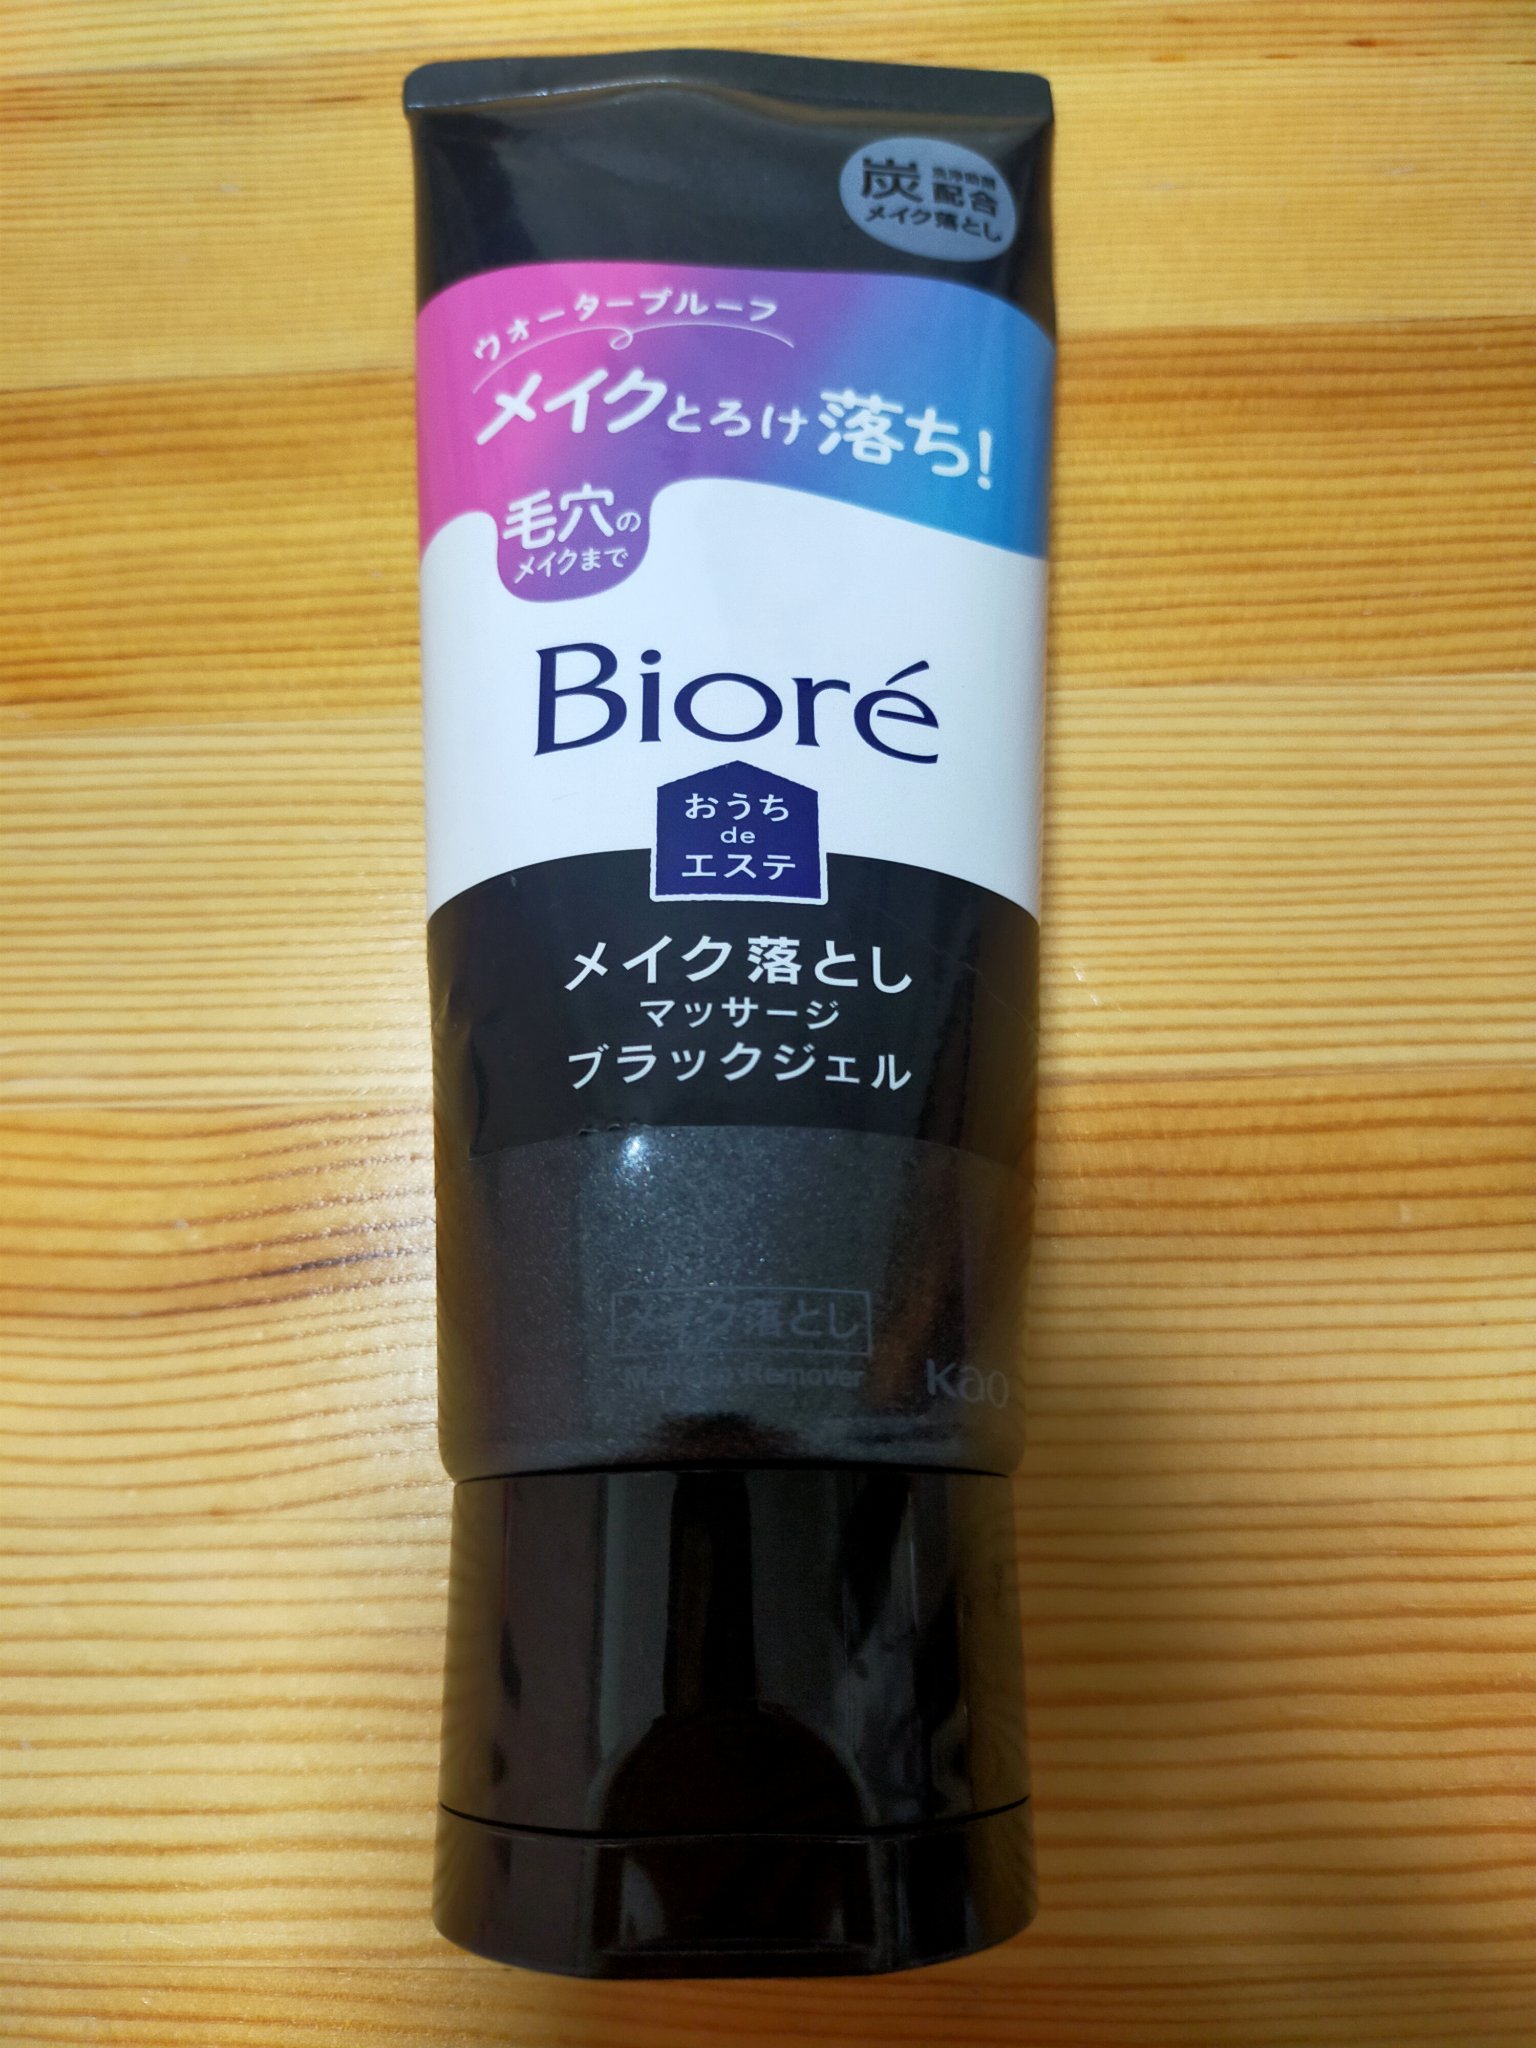 炭 洗浄助剤
配合
メイク落とし
ウォータープルーフ
メイクとろけ落ち!
毛穴の
メイクまで
Bioré
おうち
de
エステ
メイク落とし
マッサージ
ブラックジェル
メイク落とし
Makeup Remover
Kao